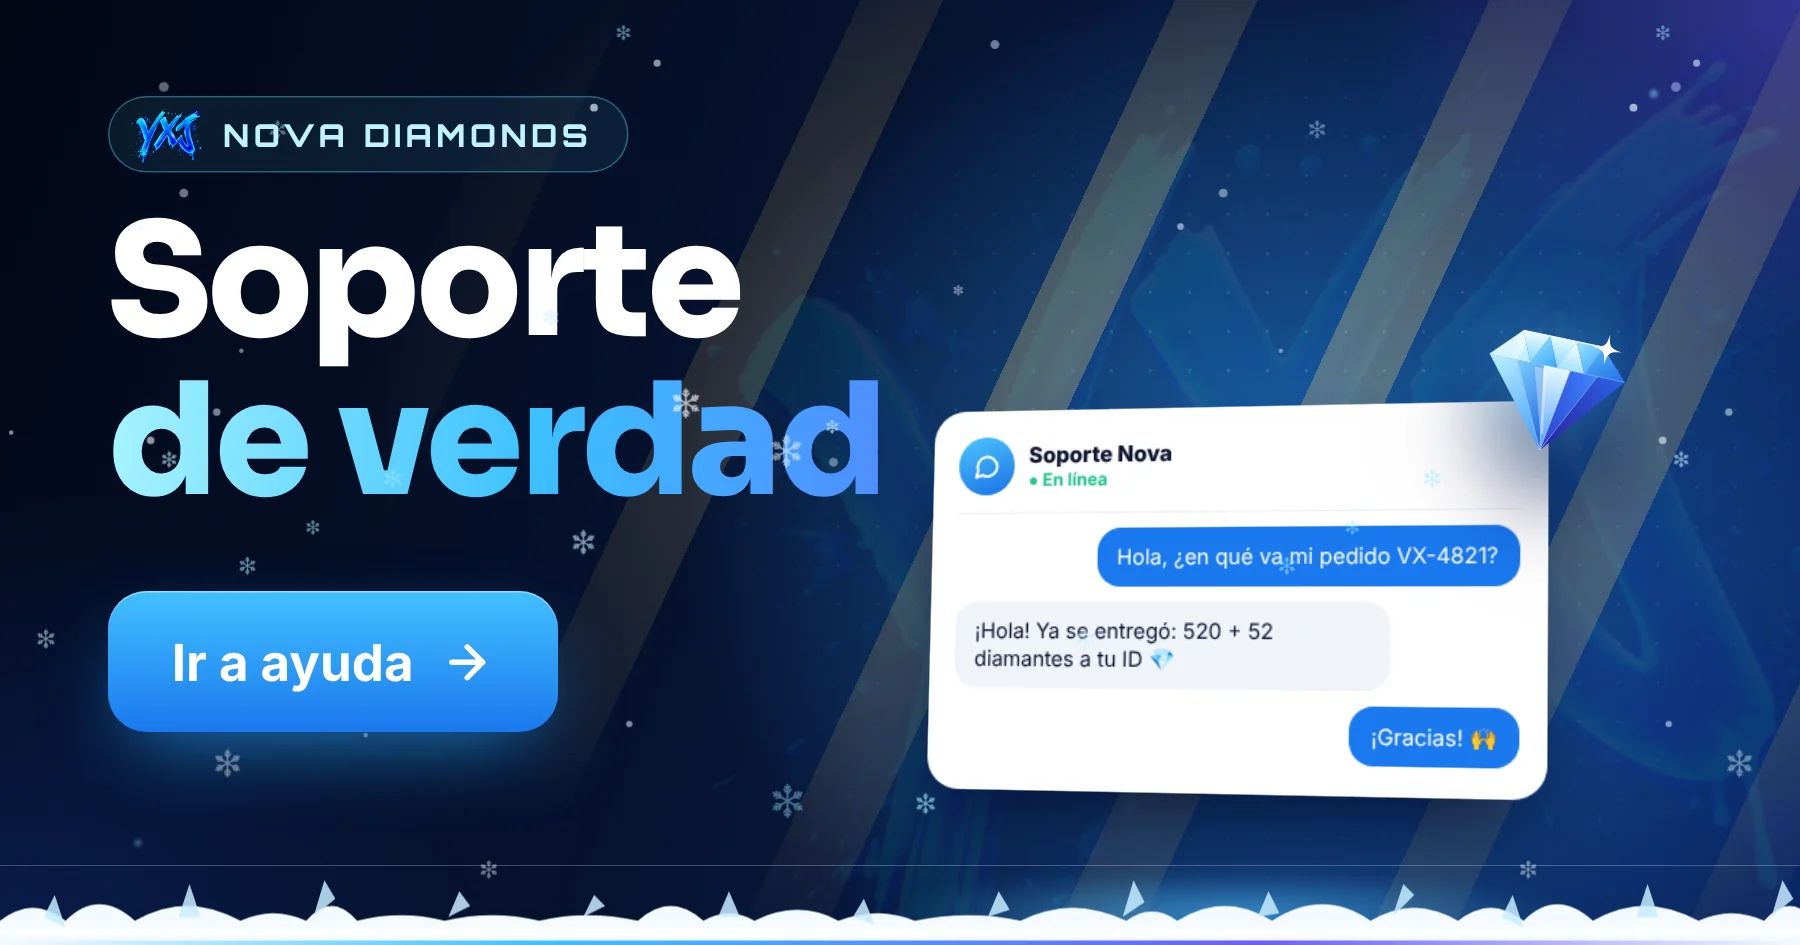 YXS NOVA DIAMONDS
Soporte
de verdad
Ir a ayuda →
Soporte Nova
• En línea
Hola, ¿en qué va mi pedido VX-4821?
¡Hola! Ya se entregó: 520 + 52
diamantes a tu ID 💎
¡Gracias! 🙌